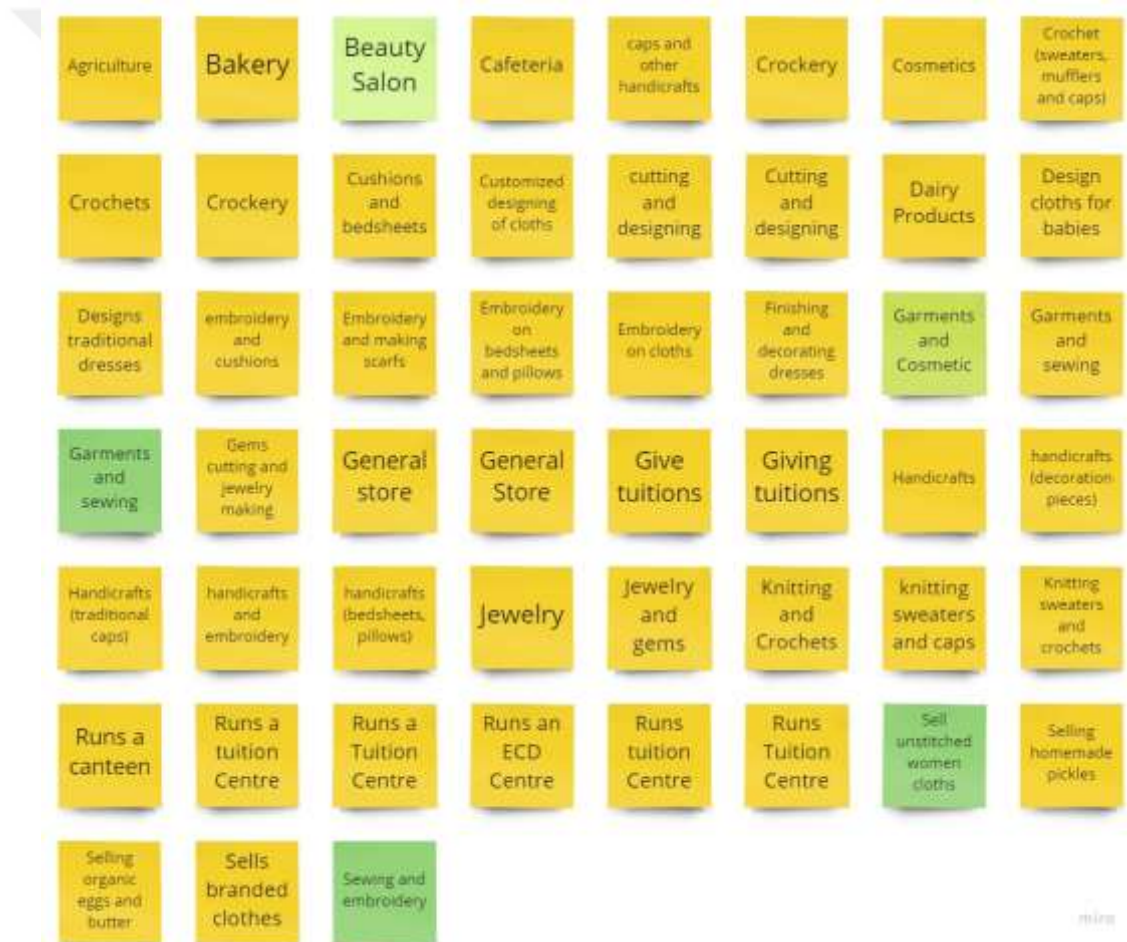 Agriculture
Bakery
Beauty
Salon
Cafeteria
caps and
other
handicrafts
Crockery
Cosmetics
Crochet
(sweaters,
mufflers
and caps)
Crochets
Crockery
Cushions
and
bedsheets
Customized
designing
of cloths
cutting
and
designing
Cutting
and
designing
Dairy
Products
Design
cloths for
babies
Designs
traditional
dresses
embroidery
and
cushions
Embroidery
and making
scarfs
Embroidery
on
bedsheets
and pillows
Embroidery
on cloths
Finishing
and
decorating
dresses
Garments
and
Cosmetic
Garments
and
sewing
Garments
and
sewing
Gems
cutting and
jewelry
making
General
store
General
Store
Give
tuitions
Giving
tuitions
Handicrafts
handicrafts
(decoration
pieces)
Handicrafts
(traditional
caps)
handicrafts
and
embroidery
handicrafts
(bedsheets,
pillows)
Jewelry
Jewelry
and
gems
Knitting
and
Crochets
knitting
sweaters
and caps
Knitting
sweaters
and
crochets
Runs a
canteen
Runs a
tuition
Centre
Runs a
Tuition
Centre
Runs an
ECD
Centre
Runs
tuition
Centre
Runs
Tuition
Centre
Sell
unstitched
women
cloths
Selling
homemade
pickles
Selling
organic
eggs and
butter
Sells
branded
clothes
Sewing and
embroidery
miro